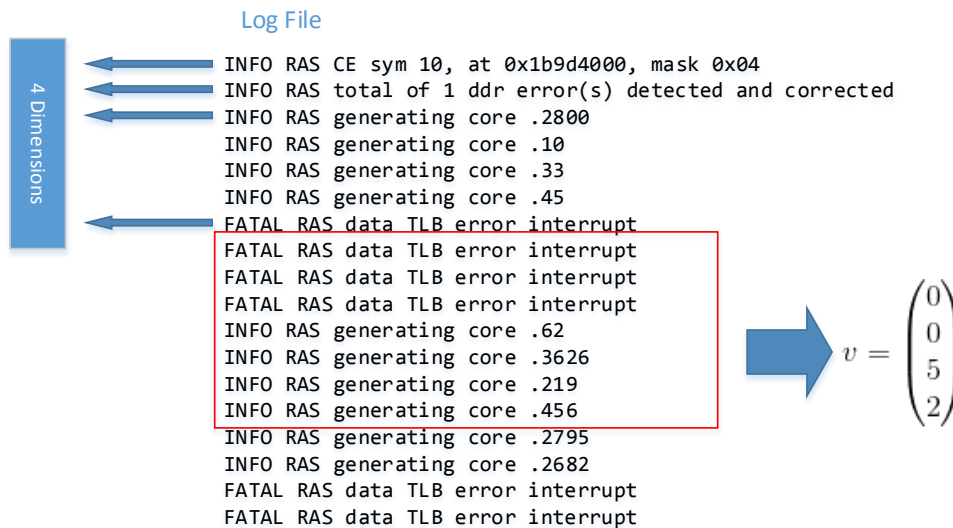 Log File
4 Dimensions
INFO RAS CE sym 10, at 0x1b9d4000, mask 0x04
INFO RAS total of 1 ddr error(s) detected and corrected
INFO RAS generating core .2800
INFO RAS generating core .10
INFO RAS generating core .33
INFO RAS generating core .45
FATAL RAS data TLB error interrupt
FATAL RAS data TLB error interrupt
FATAL RAS data TLB error interrupt
FATAL RAS data TLB error interrupt
INFO RAS generating core .62
INFO RAS generating core .3626
INFO RAS generating core .219
INFO RAS generating core .456
INFO RAS generating core .2795
INFO RAS generating core .2682
FATAL RAS data TLB error interrupt
FATAL RAS data TLB error interrupt
v =
0
0
5
2